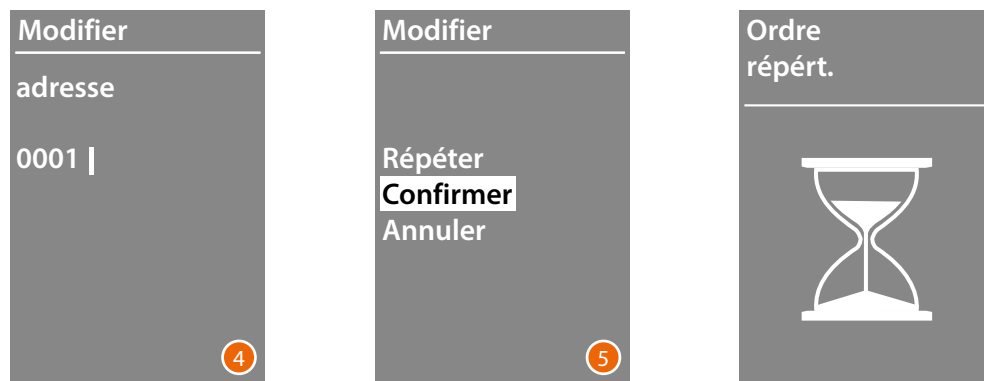 Modifier
adresse
0001
4
Modifier
Répéter
Confirmer
Annuler
5
Ordre
répért.